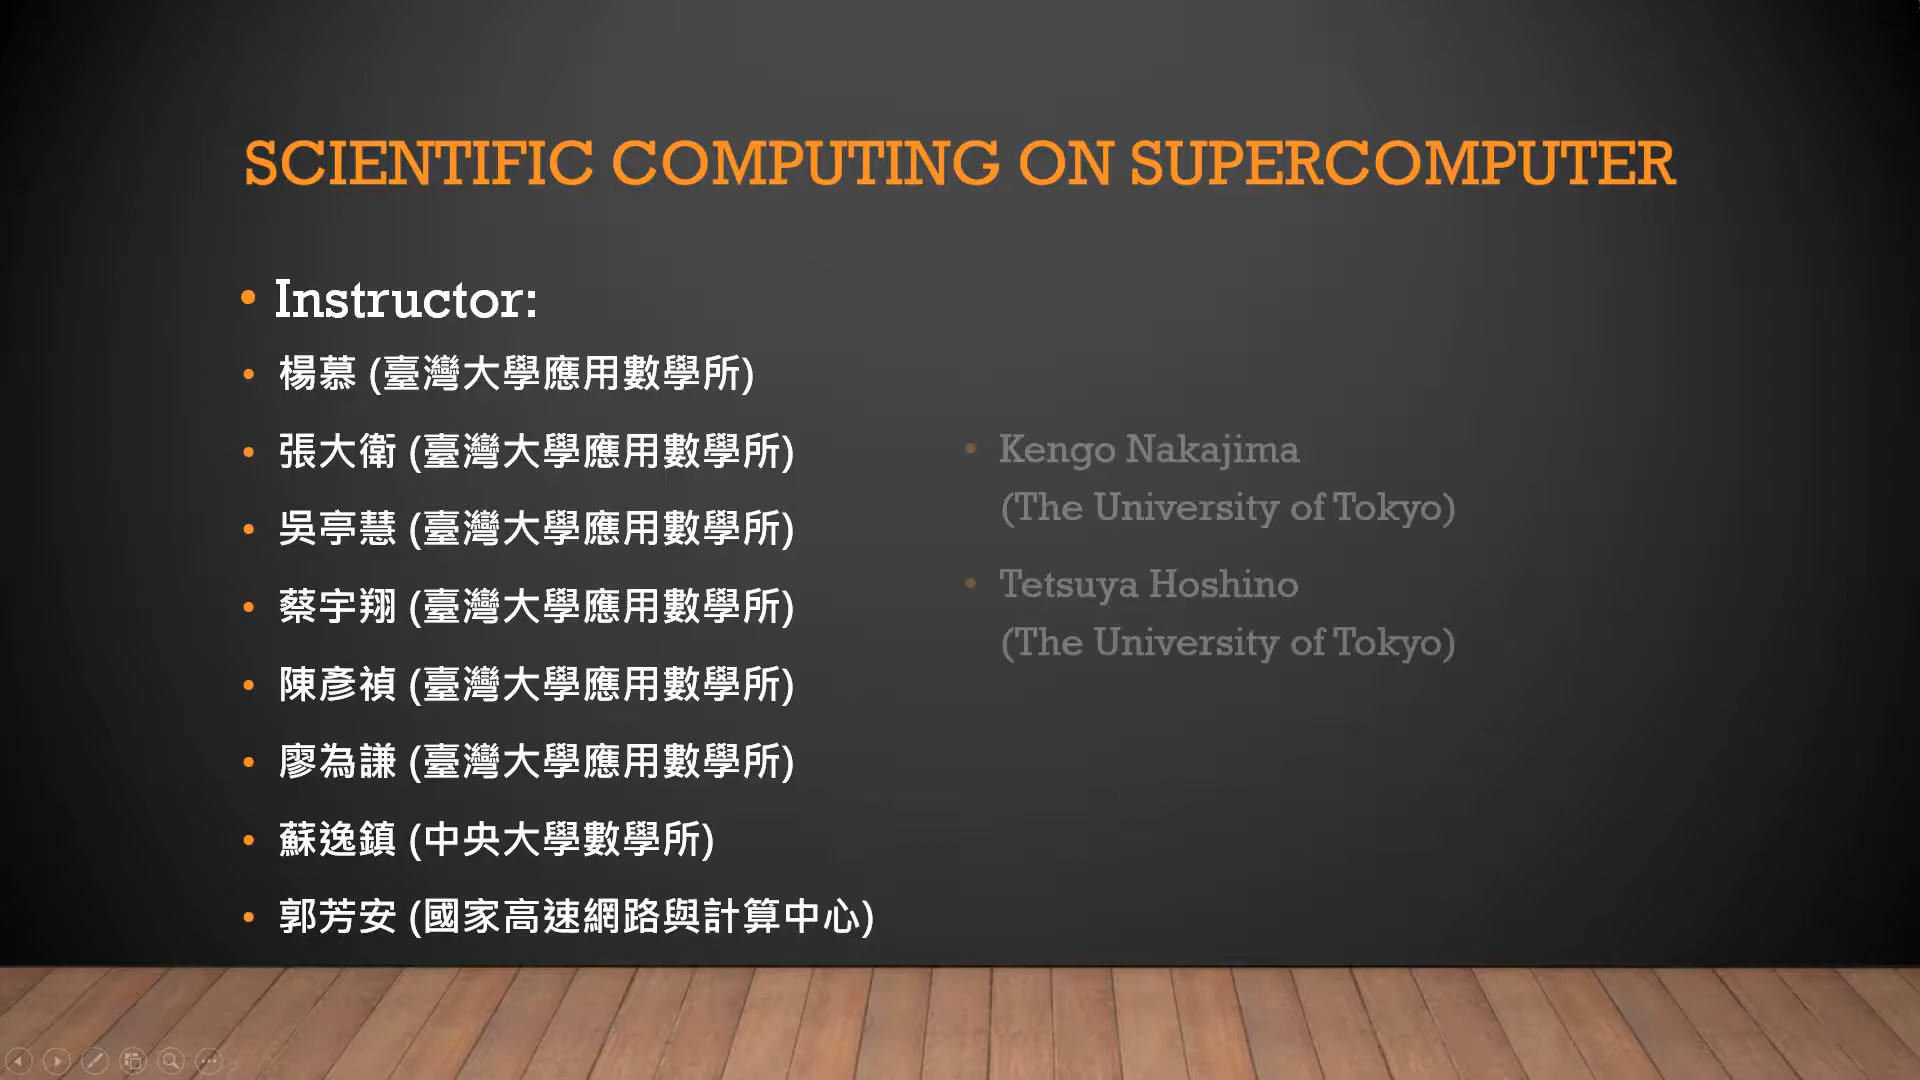 SCIENTIFIC COMPUTING ON SUPERCOMPUTER
• Instructor:
• 楊慕 (臺灣大學應用數學所)
• 張大衛 (臺灣大學應用數學所)
• 吳亭慧 (臺灣大學應用數學所)
• 蔡宇翔 (臺灣大學應用數學所)
• 陳彥禎 (臺灣大學應用數學所)
• 廖為謙 (臺灣大學應用數學所)
• 蘇逸鎮 (中央大學數學所)
• 郭芳安 (國家高速網路與計算中心)
• Kengo Nakajima
(The University of Tokyo)
• Tetsuya Hoshino
(The University of Tokyo)